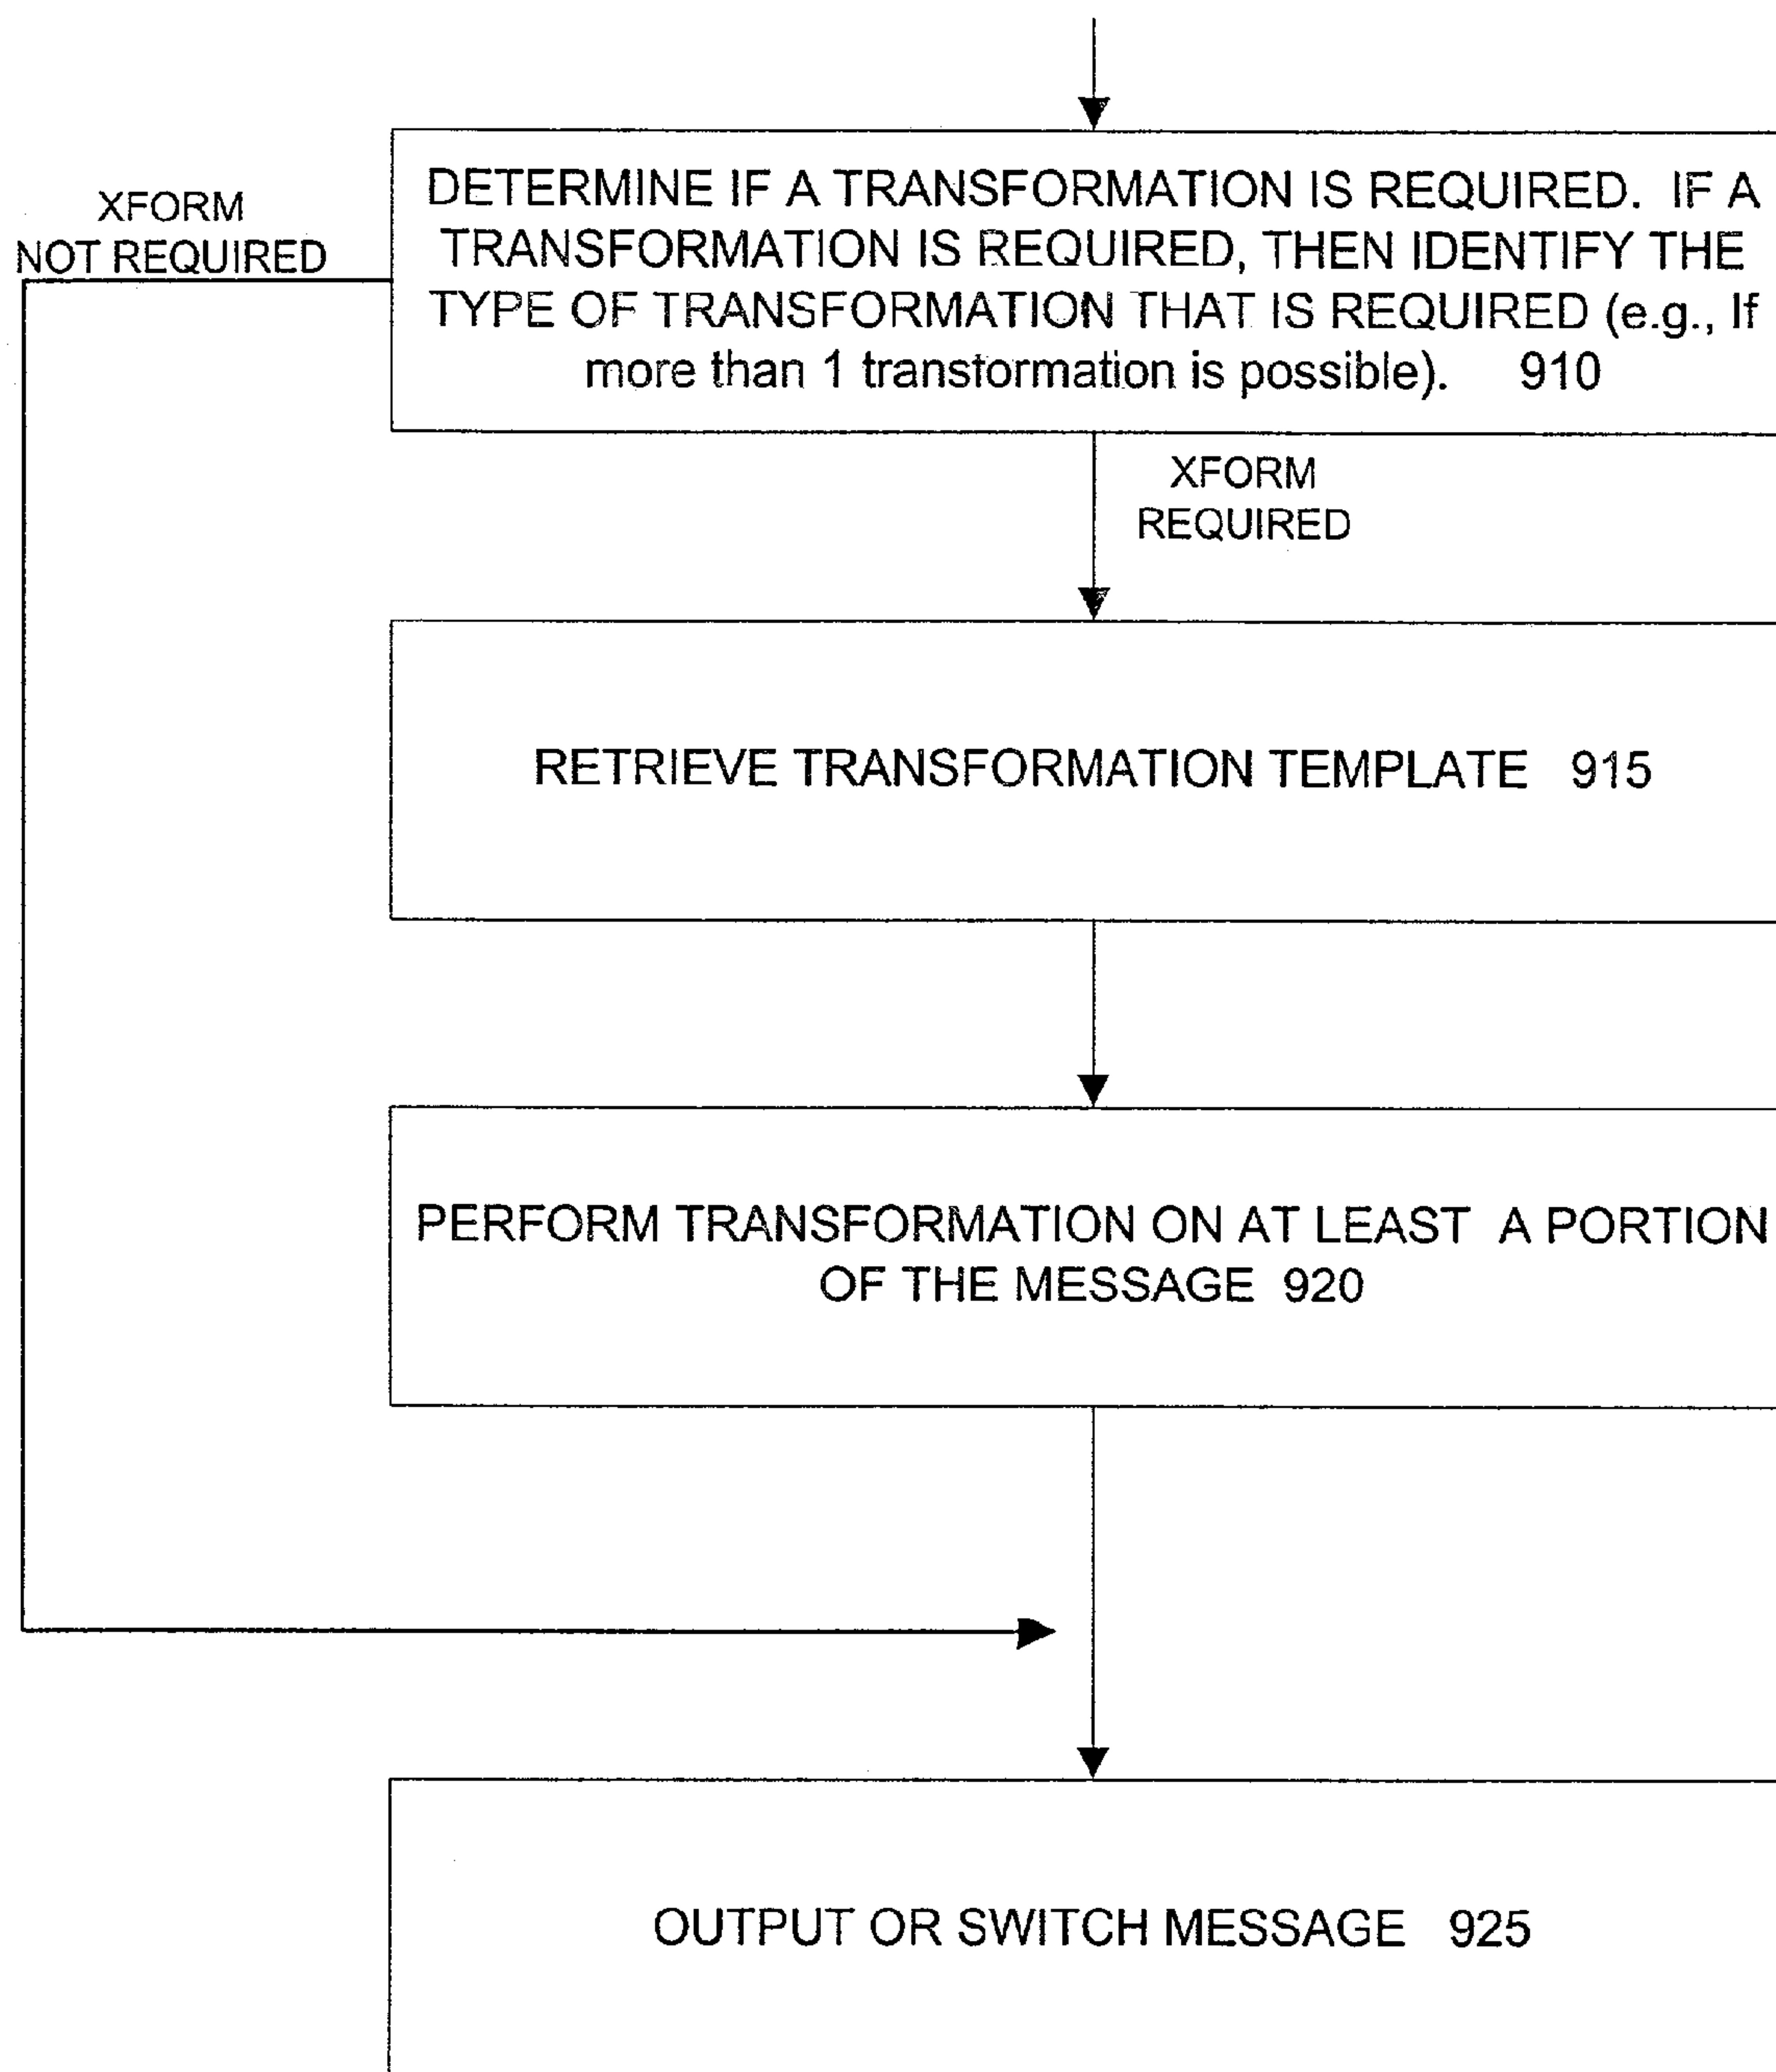 DETERMINE IF A TRANSFORMATION IS REQUIRED. IF A
TRANSFORMATION IS REQUIRED, THEN IDENTIFY THE
TYPE OF TRANSFORMATION THAT IS REQUIRED (e.g., If
more than 1 transformation is possible). 910
XFORM
NOT REQUIRED
XFORM
REQUIRED
RETRIEVE TRANSFORMATION TEMPLATE 915
PERFORM TRANSFORMATION ON AT LEAST A PORTION
OF THE MESSAGE 920
OUTPUT OR SWITCH MESSAGE 925